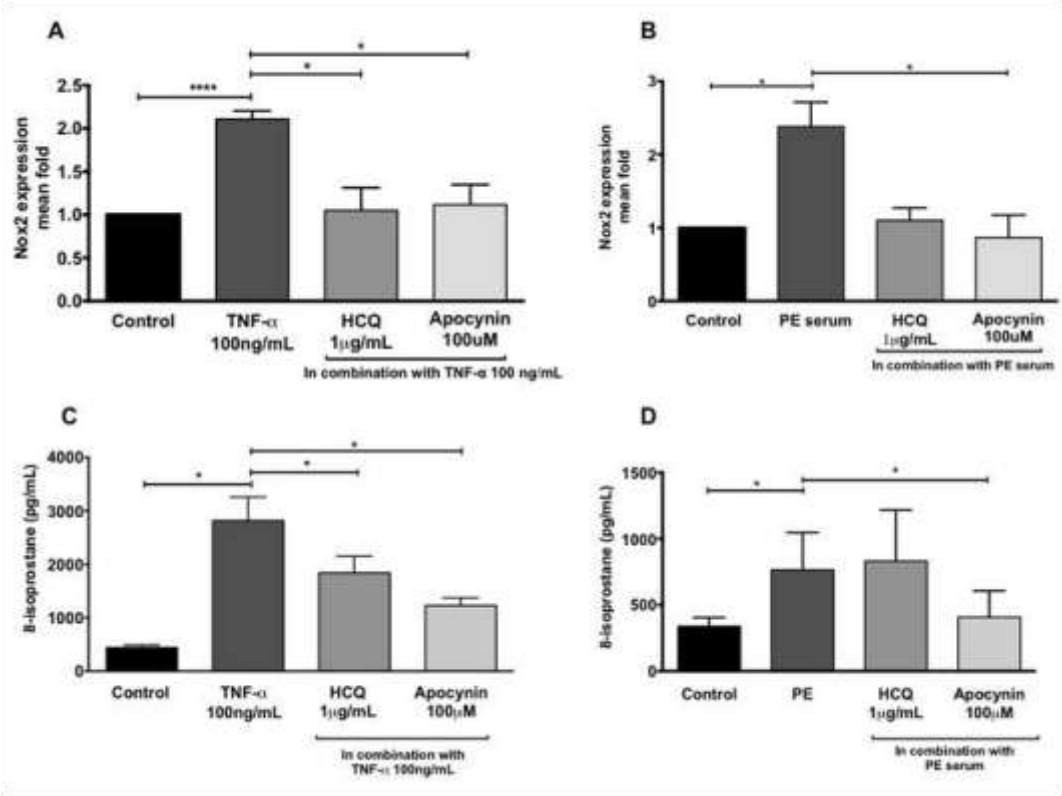 A
*
*
****
2.5
2.0
1.5
1.0
0.5
0.0
Nox2 expression
mean fold
Control
TNF-α
100ng/mL
HCQ
1µg/mL
Apocynin
100uM
In combination with TNF-α 100 ng/mL
B
*
*
3
2
1
0
Nox2 expression
mean fold
Control
PE serum
HCQ
1µg/mL
Apocynin
100uM
In combination with PE serum
C
*
*
*
4000
3000
2000
1000
0
8-isoprostane (pg/mL)
Control
TNF-α
100ng/mL
HCQ
1µg/mL
Apocynin
100µM
In combination with
TNF-α 100ng/mL
D
*
*
1500
1000
500
0
8-isoprostane (pg/mL)
Control
PE
HCQ
1µg/mL
Apocynin
100µM
In combination with
PE serum